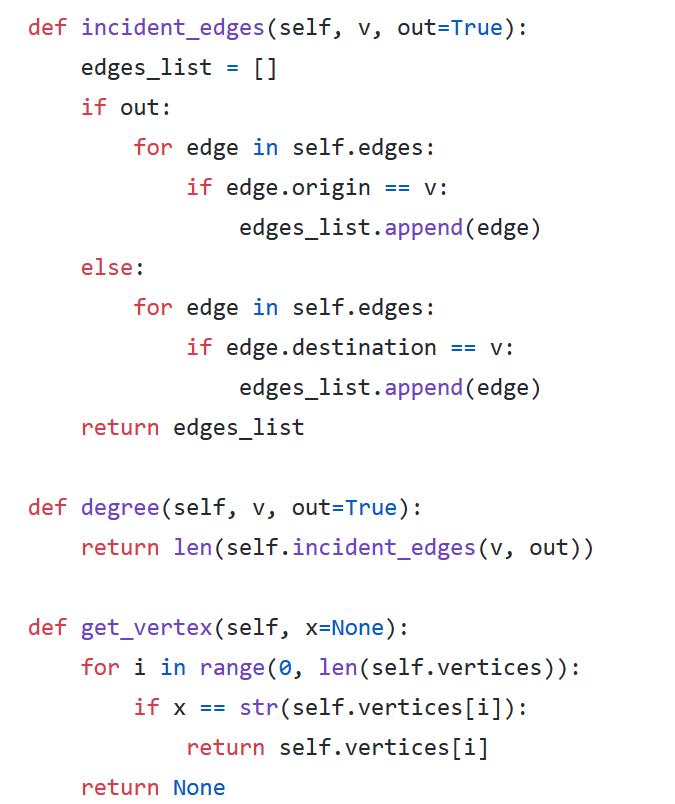 def incident_edges(self, v, out=True):
    edges_list = []
    if out:
        for edge in self.edges:
            if edge.origin == v:
                edges_list.append(edge)
    else:
        for edge in self.edges:
            if edge.destination == v:
                edges_list.append(edge)
    return edges_list

def degree(self, v, out=True):
    return len(self.incident_edges(v, out))

def get_vertex(self, x=None):
    for i in range(0, len(self.vertices)):
        if x == str(self.vertices[i]):
            return self.vertices[i]
    return None